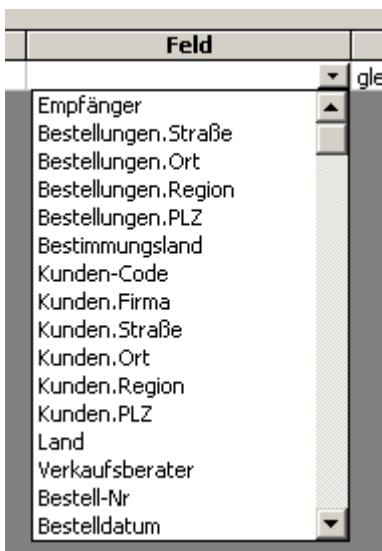 Feld
gle
Empfänger
Bestellungen.Straße
Bestellungen.Ort
Bestellungen.Region
Bestellungen.PLZ
Bestimmungsland
Kunden-Code
Kunden.Firma
Kunden.Straße
Kunden.Ort
Kunden.Region
Kunden.PLZ
Land
Verkaufsberater
Bestell-Nr
Bestelldatum